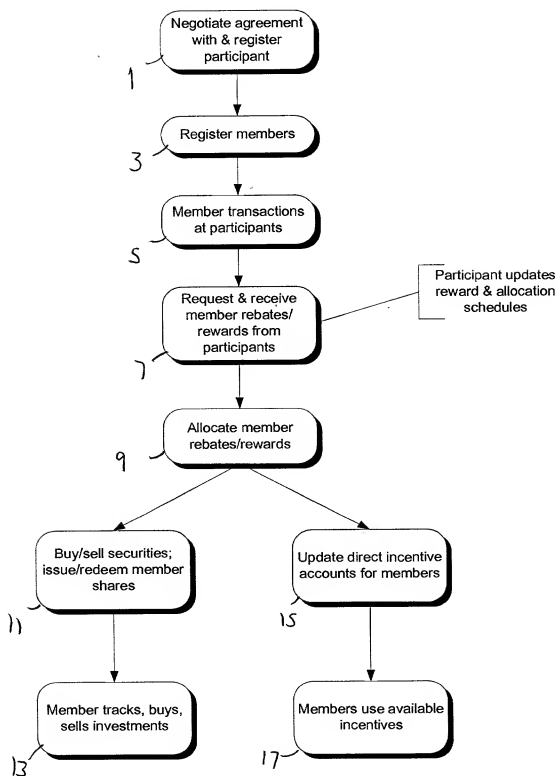 Negotiate agreement
with & register
participant
1
Register members
3
Member transactions
at participants
5
Request & receive
member rebates/
rewards from
participants
7
Participant updates
reward & allocation
schedules
Allocate member
rebates/rewards
9
Buy/sell securities;
issue/redeem member
shares
11
Update direct incentive
accounts for members
15
Member tracks, buys,
sells investments
13
Members use available
incentives
17